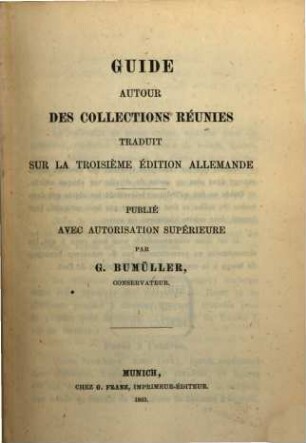 GUIDE
AUTOUR
DES COLLECTIONS RÉUNIES
TRADUIT
SUR LA TROISIÈME ÉDITION ALLEMANDE
PUBLIÉ
AVEC AUTORISATION SUPÉRIEURE
PAR
G. BUMÜLLER,
CONSERVATEUR.
MUNICH,
CHEZ G. FRANZ, IMPRIMEUR-ÉDITEUR.